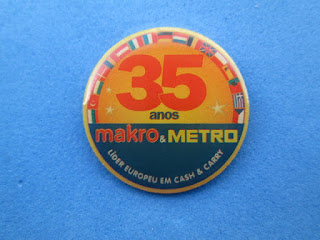 35
anos
makro & METRO
LÍDER EUROPEU EM CASH & CARRY